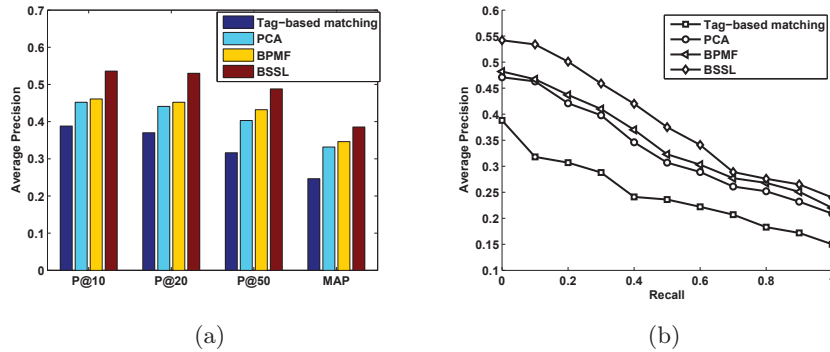 0.7
0.6
0.5
0.4
0.3
0.2
0.1
0
Average Precision
P@10
P@20
P@50
MAP
Tag-based matching
PCA
BPMF
BSSL
(a)
0.6
0.55
0.5
0.45
0.4
0.35
0.3
0.25
0.2
0.15
0.1
Average Precision
0
0.2
0.4
0.6
0.8
Recall
Tag-based matching
PCA
BPMF
BSSL
(b)